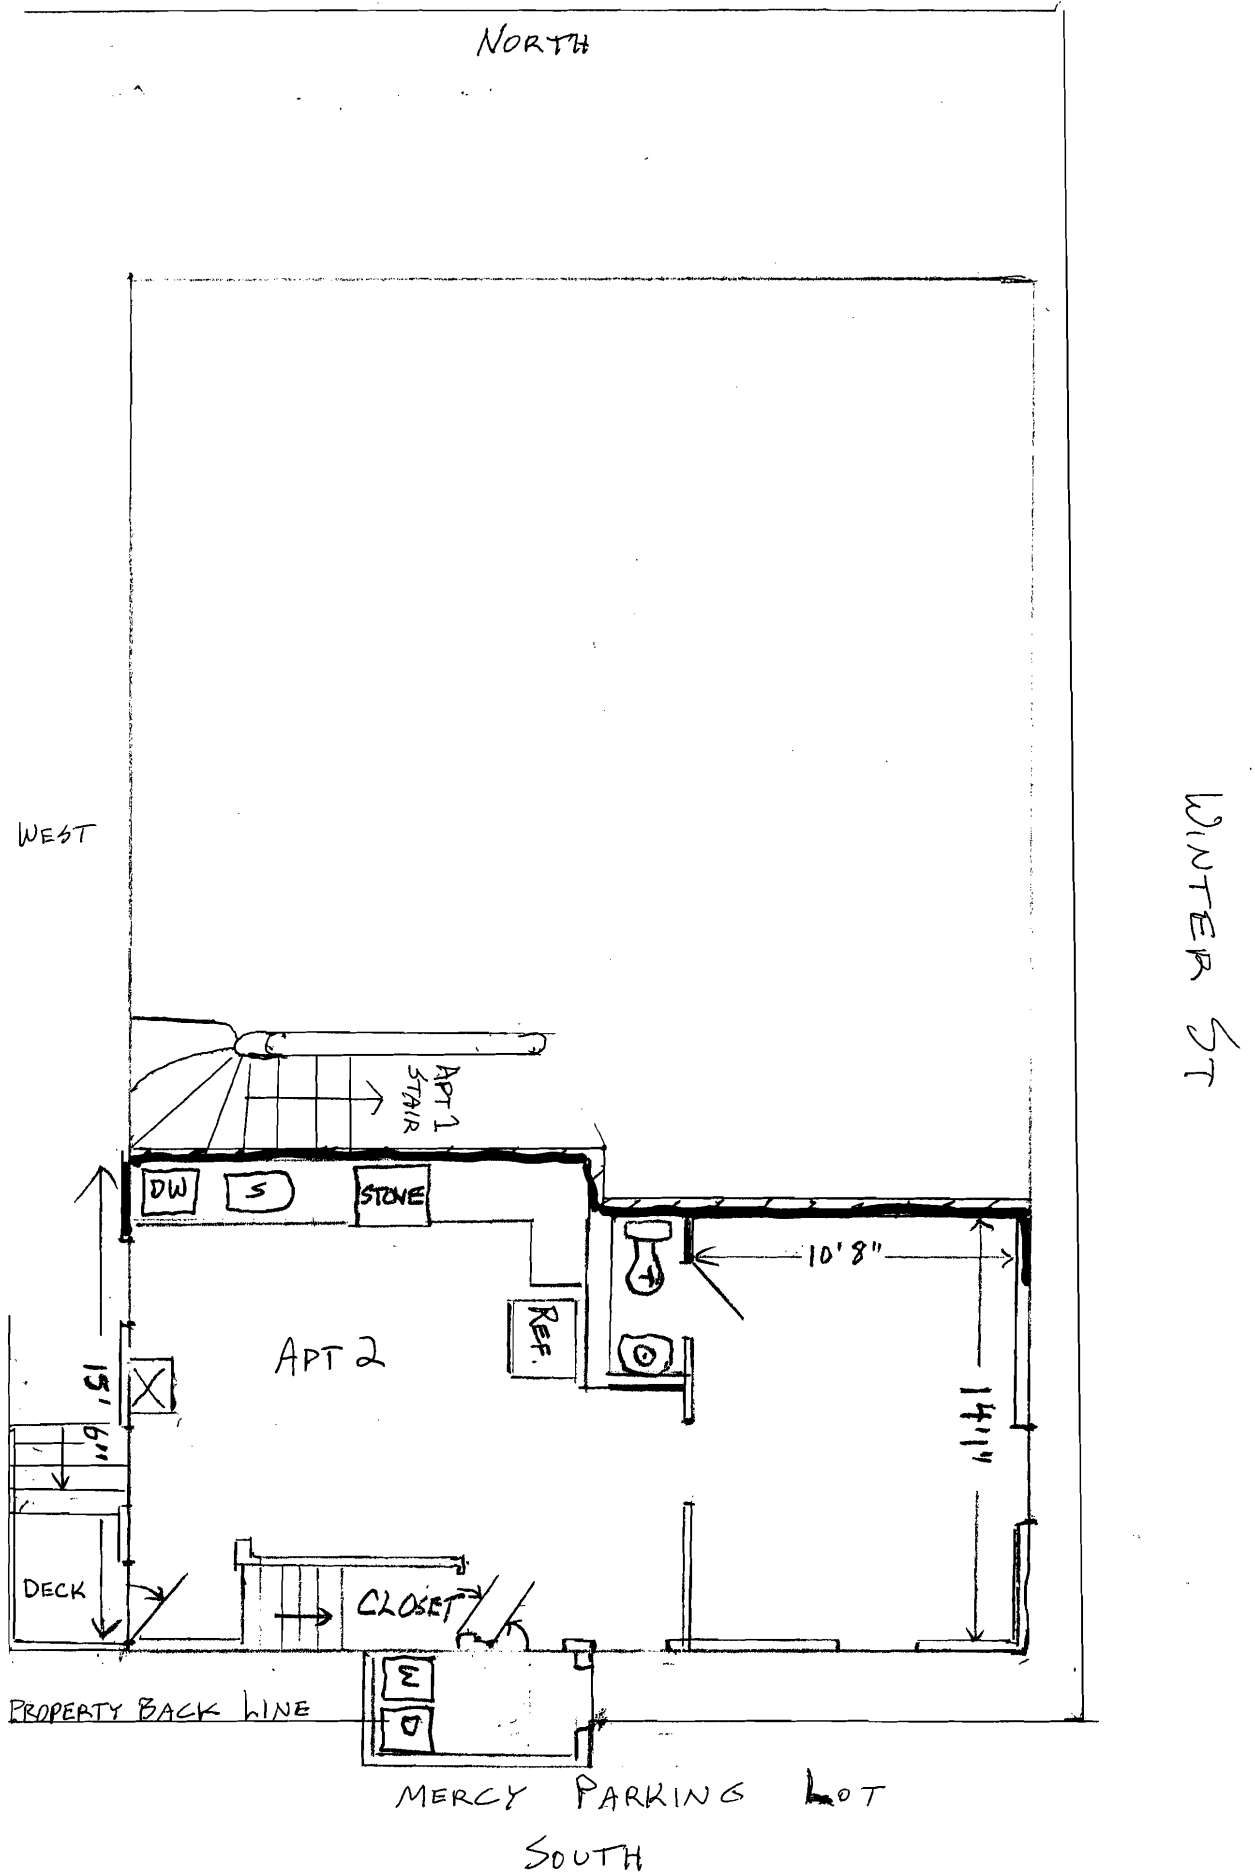 NORTH
WEST
WINTER ST
APT 1
STAIR
DW
S
STOVE
10' 8"
T
REF.
APT 2
15' 6"
14' 1"
DECK
CLOSET
W
D
PROPERTY BACK LINE
MERCY PARKING LOT
SOUTH